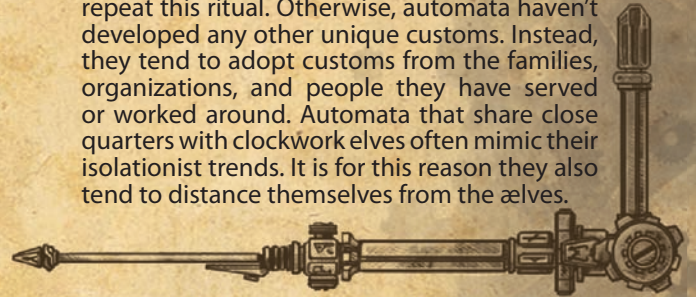 repeat this ritual. Otherwise, automata haven’t
developed any other unique customs. Instead,
they tend to adopt customs from the families,
organizations, and people they have served
or worked around. Automata that share close
quarters with clockwork elves often mimic their
isolationist trends. It is for this reason they also
tend to distance themselves from the ælves.